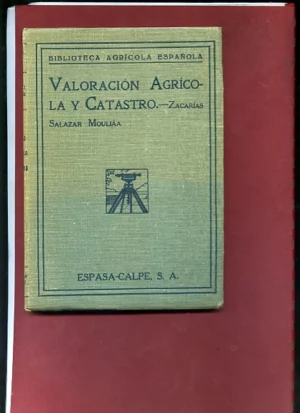 BIBLIOTECA AGRÍCOLA ESPAÑOLA
VALORACIÓN AGRÍCO-
LA Y CATASTRO.—ZACARÍAS
SALAZAR MOULIÁA
ESPASA-CALPE, S. A.